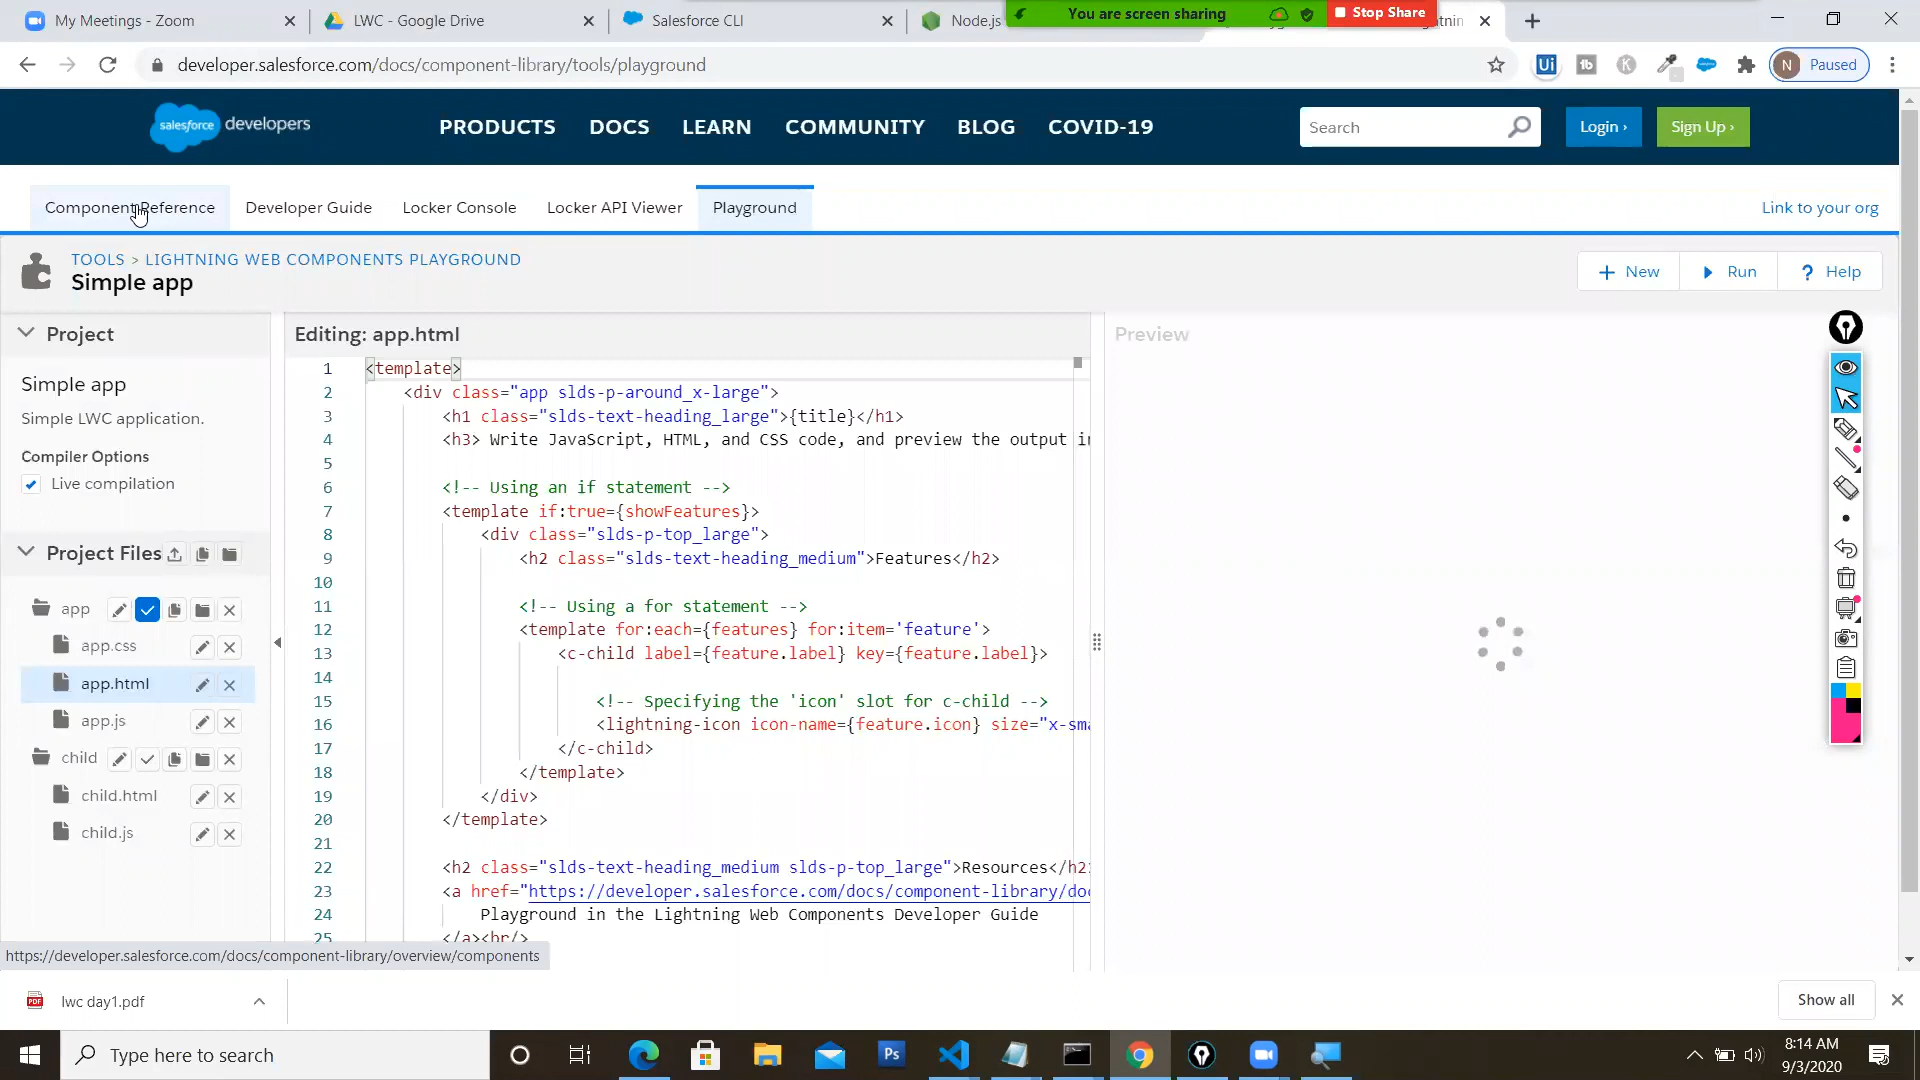 My Meetings - Zoom
LWC - Google Drive
Salesforce CLI
Node.js
You are screen sharing
Stop Share
developer.salesforce.com/docs/component-library/tools/playground
Paused
N
salesforce developers
PRODUCTS DOCS LEARN COMMUNITY BLOG COVID-19
Search
Login ›
Sign Up ›
Component Reference
Developer Guide
Locker Console
Locker API Viewer
Playground
Link to your org
TOOLS > LIGHTNING WEB COMPONENTS PLAYGROUND
Simple app
+ New
Run
? Help
Project
Simple app
Simple LWC application.
Compiler Options
Live compilation
Project Files
app
app.css
app.html
app.js
child
child.html
child.js
Editing: app.html
1 <template>
2 <div class="app slds-p-around_x-large">
3 <h1 class="slds-text-heading_large">{title}</h1>
4 <h3> Write JavaScript, HTML, and CSS code, and preview the output in
5
6 <!-- Using an if statement -->
7 <template if:true={showFeatures}>
8 <div class="slds-p-top_large">
9 <h2 class="slds-text-heading_medium">Features</h2>
10
11 <!-- Using a for statement -->
12 <template for:each={features} for:item='feature'>
13 <c-child label={feature.label} key={feature.label}>
14
15 <!-- Specifying the 'icon' slot for c-child -->
16 <lightning-icon icon-name={feature.icon} size="x-sma
17 </c-child>
18 </template>
19 </div>
20 </template>
21
22 <h2 class="slds-text-heading_medium slds-p-top_large">Resources</h2>
23 <a href="https://developer.salesforce.com/docs/component-library/do
24 Playground in the Lightning Web Components Developer Guide
25 </a><br/>
Preview
https://developer.salesforce.com/docs/component-library/overview/components
lwc day1.pdf
Show all
Type here to search
8:14 AM
9/3/2020